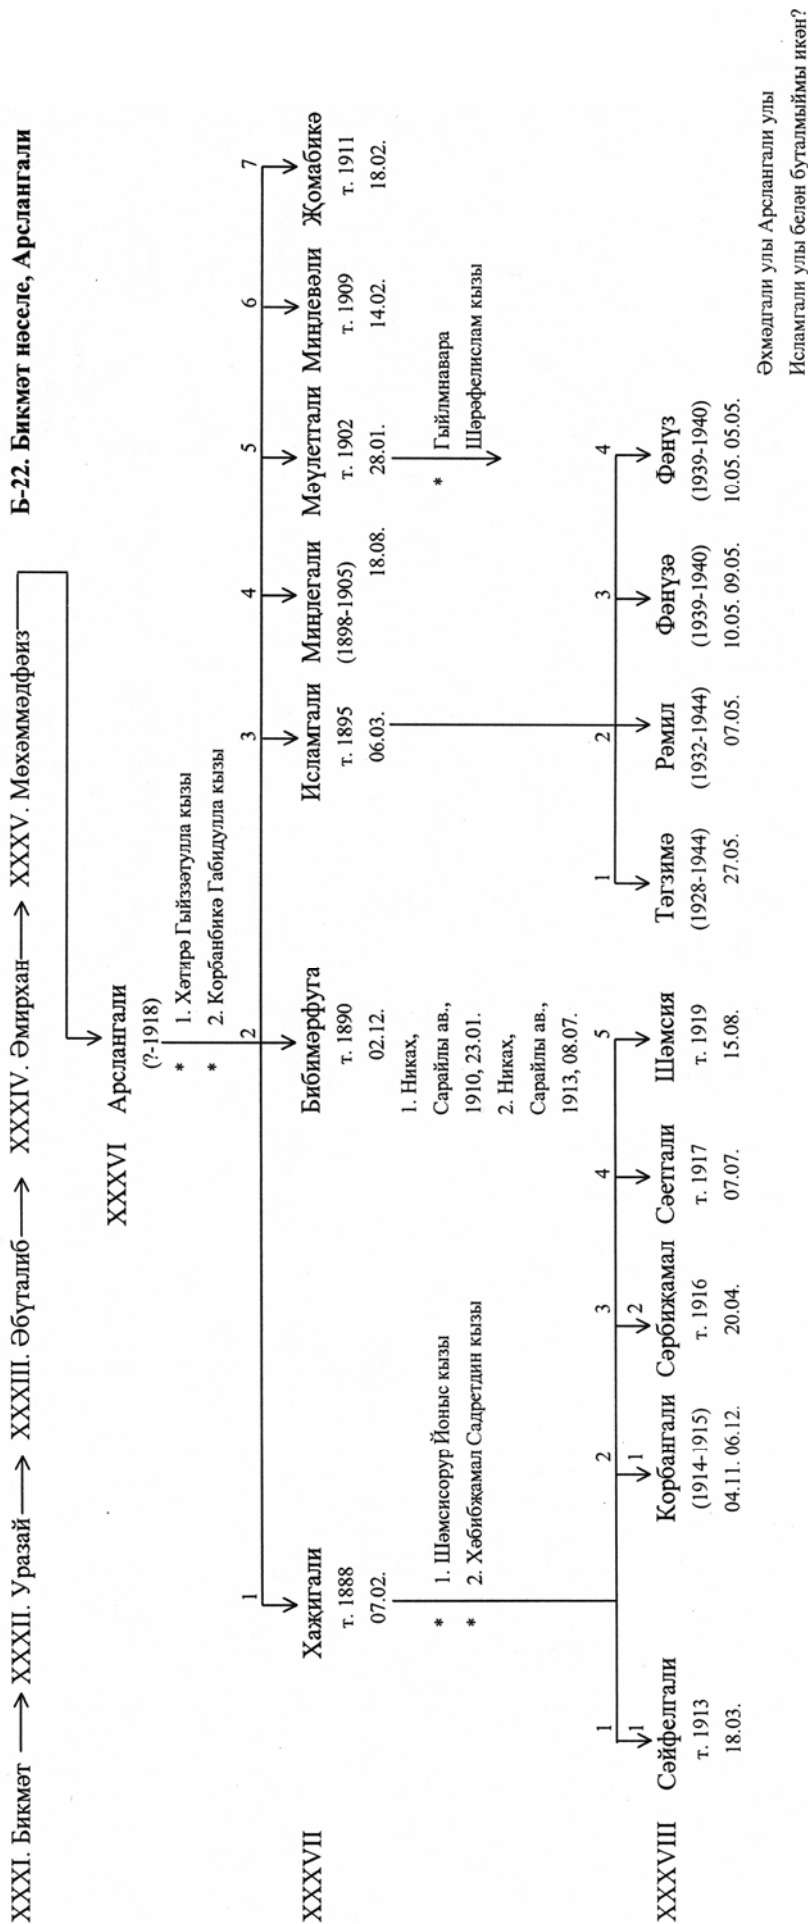 Б-22. Бикмәт нәселе, Арслангали
XXXI. Бикмәт → XXXII. Уразай → XXXIII. Әбүталиб → XXXIV. Әмирхан → XXXV. Мөхәммәдфәиз
XXXVI Арслангали
(?-1918)
* 1. Хәтирә Гыйззәтулла кызы
* 2. Корбанбикә Габидулла кызы
1 2 3 4 5 6 7
XXXVII
Хаҗигали
т. 1888
07.02.
* 1. Шәмсисорур Йоныс кызы
* 2. Хәбибҗамал Садретдин кызы
Бибимәрфуга
т. 1890
02.12.
1. Никах,
Сарайлы ав.,
1910, 23.01.
2. Никах,
Сарайлы ав.,
1913, 08.07.
Исламгали
т. 1895
06.03.
Миңлегали
(1898-1905)
18.08.
Мәүлетгали
т. 1902
28.01.
* Гыйлмнавара
Шәрәфелислам кызы
Миңлевәли
т. 1909
14.02.
Җомабикә
т. 1911
18.02.
XXXVIII
1 2 3 4 5
1 1 2
Сәйфелгали
т. 1913
18.03.
Корбангали
(1914-1915)
04.11. 06.12.
Сәрбиҗамал
т. 1916
20.04.
Сәетгали
т. 1917
07.07.
Шәмсия
т. 1919
15.08.
1 2 3 4
Тәгзимә
(1928-1944)
27.05.
Рәмил
(1932-1944)
07.05.
Фәнүзә
(1939-1940)
10.05. 09.05.
Фәнүз
(1939-1940)
10.05. 05.05.
Әхмәдгали улы Арслангали улы
Исламгали улы белән буталмыймы икән?